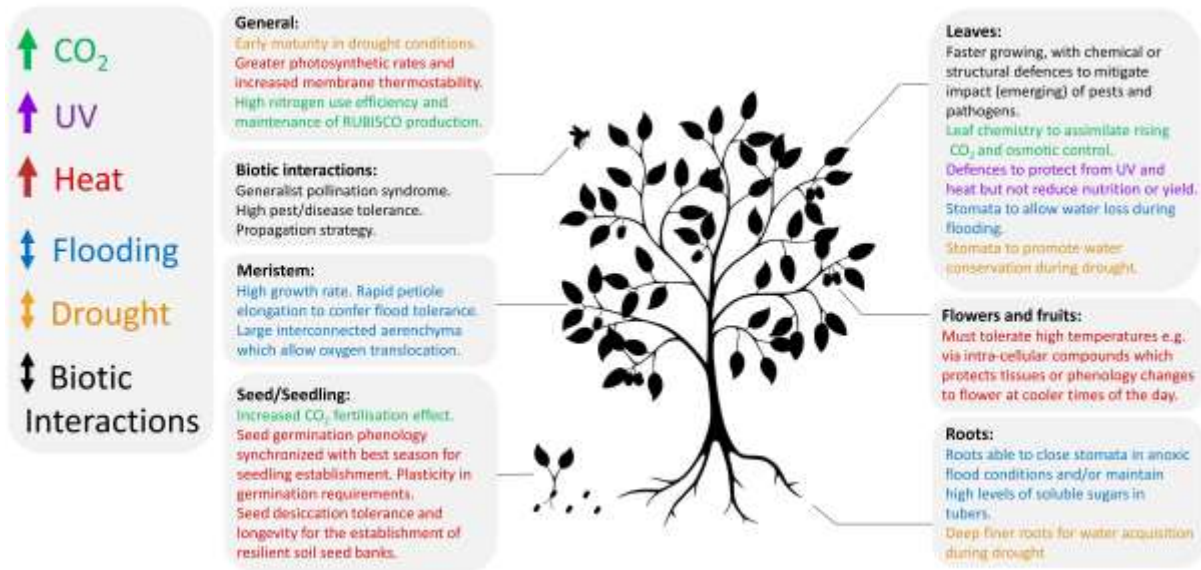 CO2
UV
Heat
Flooding
Drought
Biotic
Interactions
General:
Early maturity in drought conditions.
Greater photosynthetic rates and
increased membrane thermostability.
High nitrogen use efficiency and
maintenance of RUBISCO production.
Biotic interactions:
Generalist pollination syndrome.
High pest/disease tolerance.
Propagation strategy.
Meristem:
High growth rate. Rapid petiole
elongation to confer flood tolerance.
Large interconnected aerenchyma
which allow oxygen translocation.
Seed/Seedling:
Increased CO2 fertilisation effect.
Seed germination phenology
synchronized with best season for
seedling establishment. Plasticity in
germination requirements.
Seed desiccation tolerance and
longevity for the establishment of
resilient soil seed banks.
Leaves:
Faster growing, with chemical or
structural defences to mitigate
impact (emerging) of pests and
pathogens.
Leaf chemistry to assimilate rising
CO2 and osmotic control.
Defences to protect from UV and
heat but not reduce nutrition or yield.
Stomata to allow water loss during
flooding.
Stomata to promote water
conservation during drought.
Flowers and fruits:
Must tolerate high temperatures e.g.
via intra-cellular compounds which
protects tissues or phenology changes
to flower at cooler times of the day.
Roots:
Roots able to close stomata in anoxic
flood conditions and/or maintain
high levels of soluble sugars in
tubers.
Deep finer roots for water acquisition
during drought